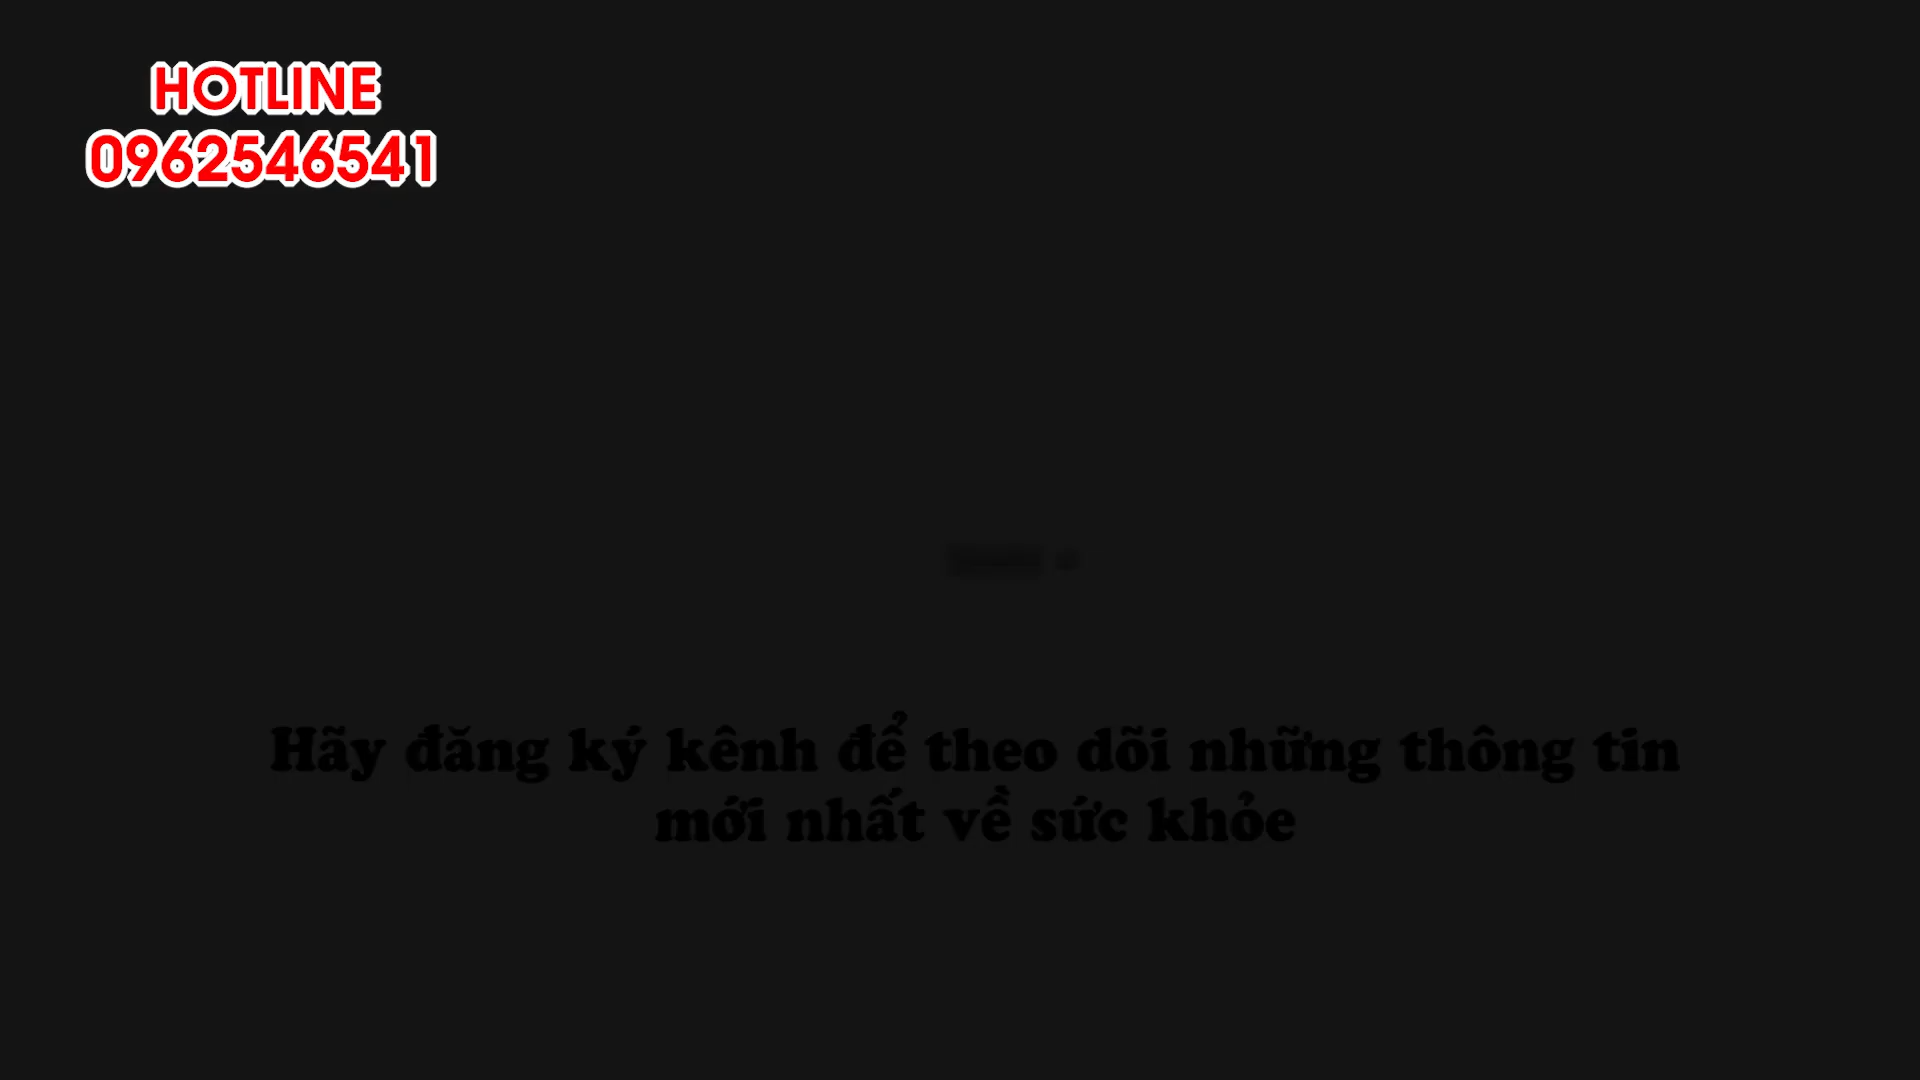 HOTLINE
0962546541
Hãy đăng ký kênh để theo dõi những thông tin
mới nhất về sức khỏe